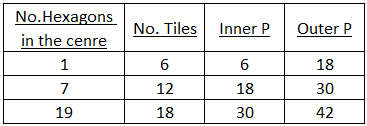 No.Hexagons in the cenre No. Tiles Inner P Outer P
1 6 6 18
7 12 18 30
19 18 30 42